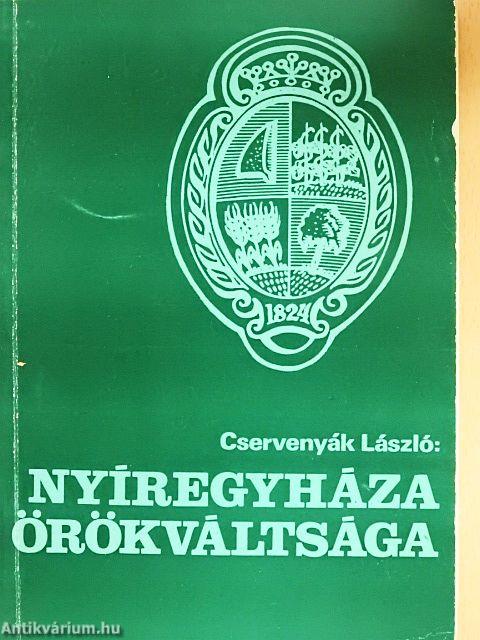 1824
Cservenyák László:
NYÍREGYHÁZA
ÖRÖKVÁLTSÁGA
Antikvárium.hu